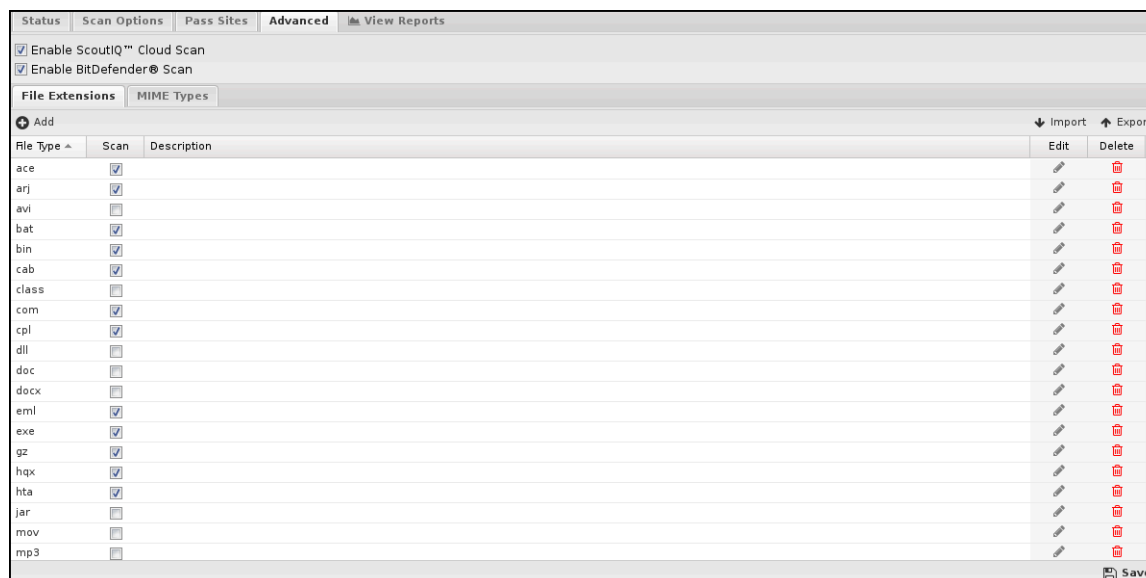 Status Scan Options Pass Sites Advanced View Reports
Enable ScoutIQ™ Cloud Scan
Enable BitDefender® Scan
File Extensions MIME Types
Add Import Expor
File Type Scan Description Edit Delete
ace
arj
avi
bat
bin
cab
class
com
cpl
dll
doc
docx
eml
exe
gz
hqx
hta
jar
mov
mp3
Save